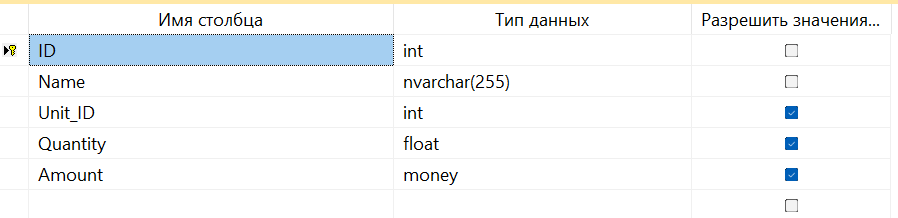 Имя столбца Тип данных Разрешить значения...
ID int
Name nvarchar(255)
Unit_ID int
Quantity float
Amount money